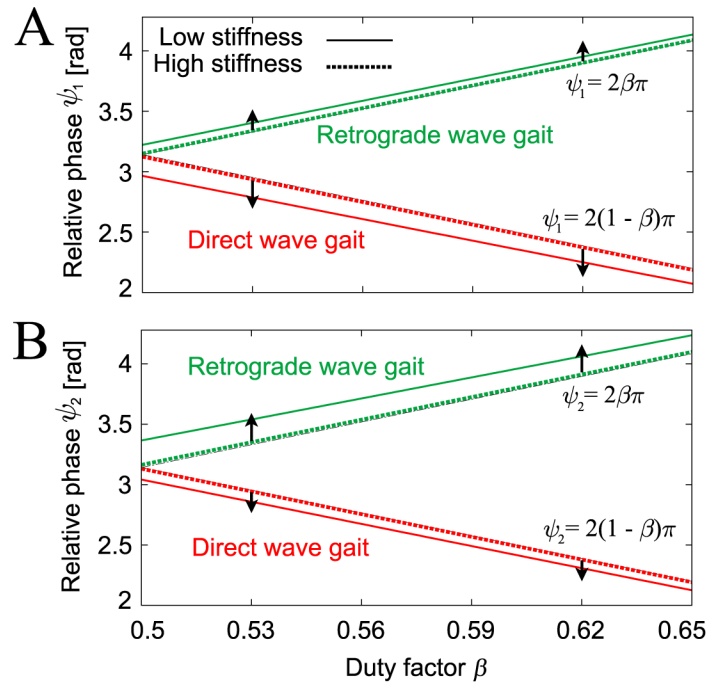 A
Relative phase ψ₁ [rad]
4
3.5
3
2.5
2
Low stiffness
High stiffness
ψ₁ = 2βπ
Retrograde wave gait
ψ₁ = 2(1 - β)π
Direct wave gait
B
Relative phase ψ₂ [rad]
4
3.5
3
2.5
2
Retrograde wave gait
ψ₂ = 2βπ
ψ₂ = 2(1 - β)π
Direct wave gait
0.5 0.53 0.56 0.59 0.62 0.65
Duty factor β